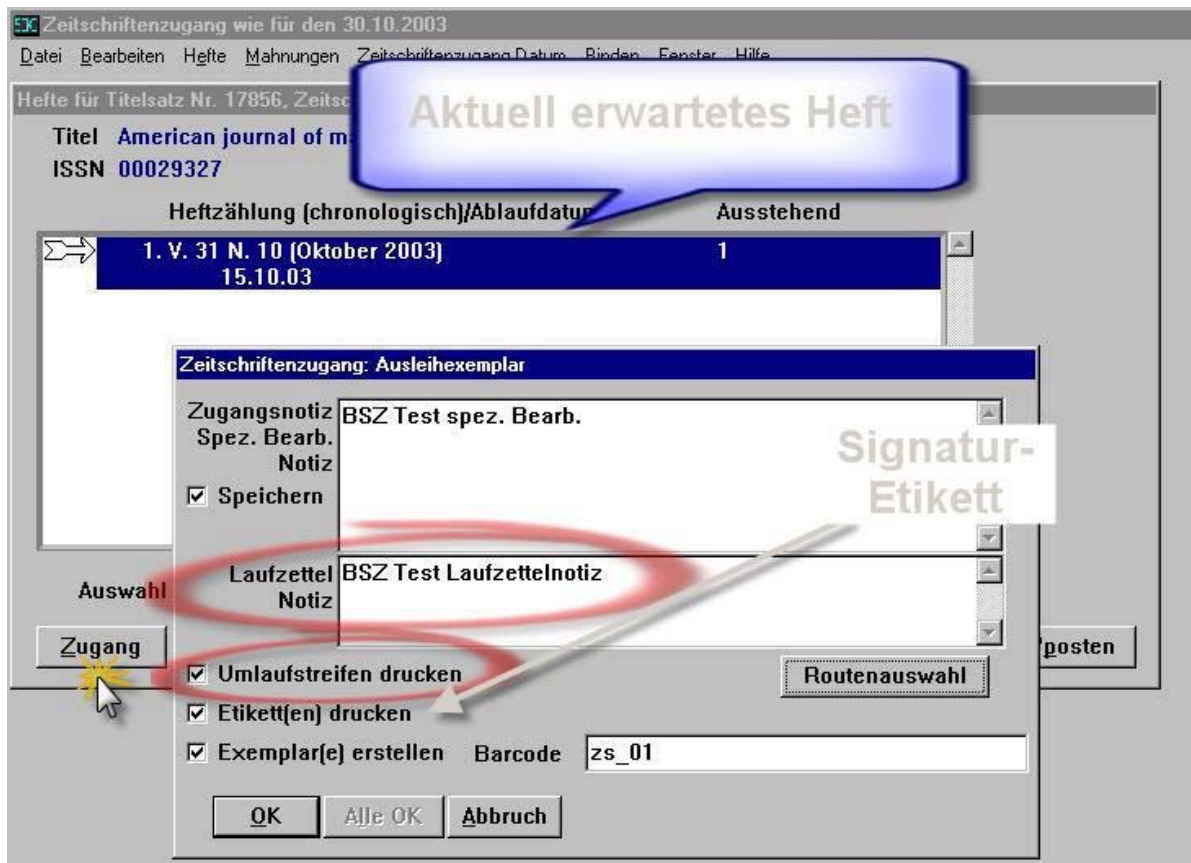 Zeitschriftenzugang wie für den 30.10.2003
Datei Bearbeiten Hefte Mahnungen Zeitschriftenzugang Datum Binden Fenster Hilfe
Hefte für Titelsatz Nr. 17856, Zeitsc
Aktuell erwartetes Heft
Titel American journal of m
ISSN 00029327
Heftzählung (chronologisch)/Ablaufdatu Ausstehend
1. V. 31 N. 10 (Oktober 2003) 1
15.10.03
Zeitschriftenzugang: Ausleihexemplar
Zugangsnotiz BSZ Test spez. Bearb.
Spez. Bearb.
Notiz
Signatur-
Etikett
Speichern
Laufzettel BSZ Test Laufzettelnotiz
Notiz
Auswahl
Zugang
posten
Umlaufstreifen drucken Routenauswahl
Etikett(en) drucken
Exemplar(e) erstellen Barcode zs_01
OK Alle OK Abbruch